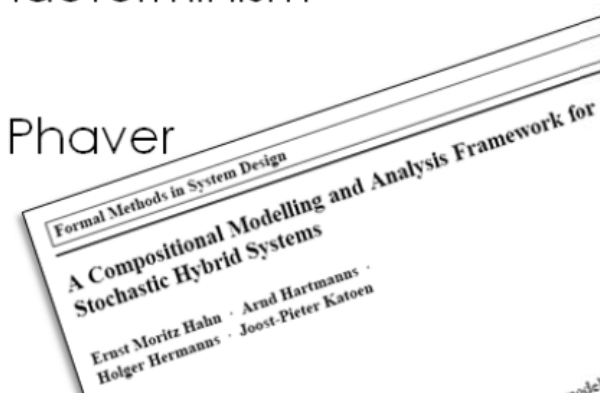 Phaver
Formal Methods in System Design
A Compositional Modelling and Analysis Framework for
Stochastic Hybrid Systems
Ernst Moritz Hahn · Arnd Hartmanns ·
Holger Hermanns · Joost-Pieter Katoen